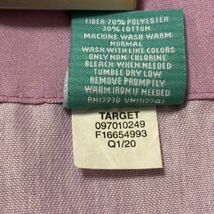 FIBER: 70% POLYESTER
30% COTTON
MACHINE WASH WARM
NORMAL
WASH WITH LIKE COLORS
ONLY NON-CHLORINE
BLEACH WHEN NEEDED
TUMBLE DRY LOW
REMOVE PROMPTLY
WARM IRON IF NEEDED
TARGET
097010249
F16654993
Q1/20